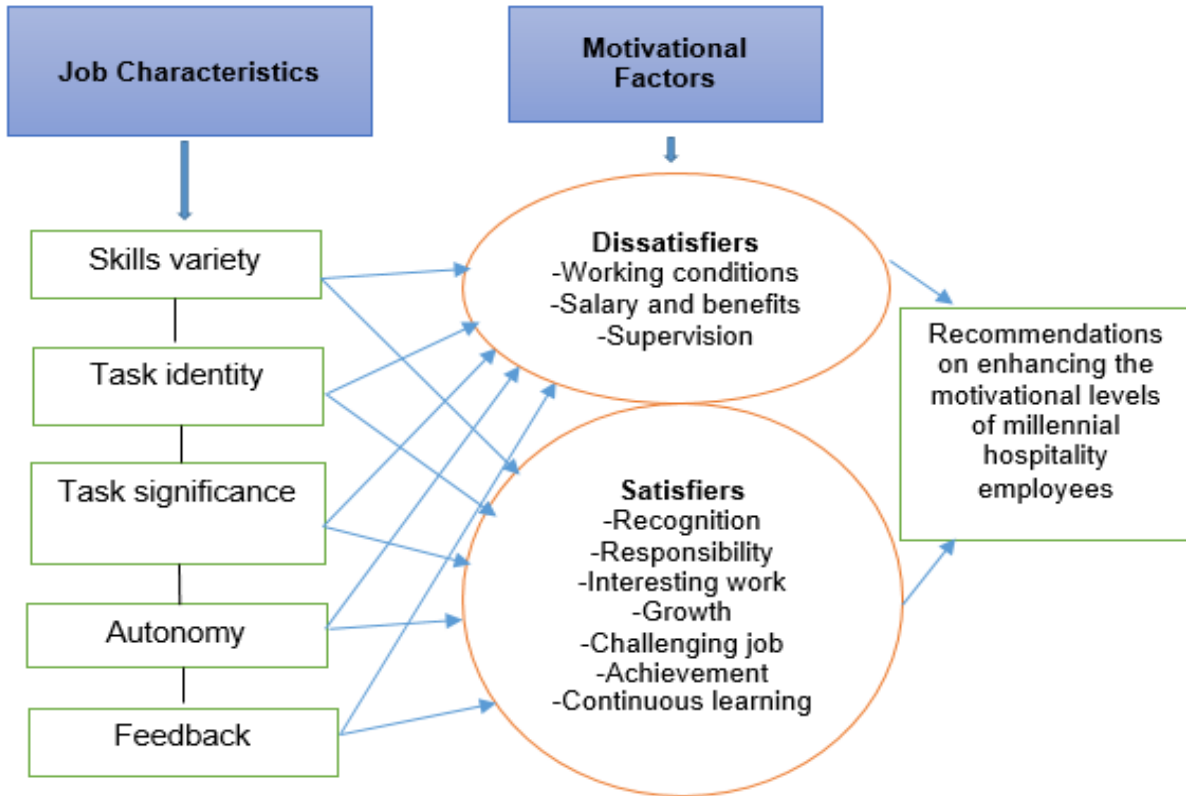 Job Characteristics
Motivational
Factors
Skills variety
Task identity
Task significance
Autonomy
Feedback
Dissatisfiers
-Working conditions
-Salary and benefits
-Supervision
Satisfiers
-Recognition
-Responsibility
-Interesting work
-Growth
-Challenging job
-Achievement
-Continuous learning
Recommendations
on enhancing the
motivational levels
of millennial
hospitality
employees